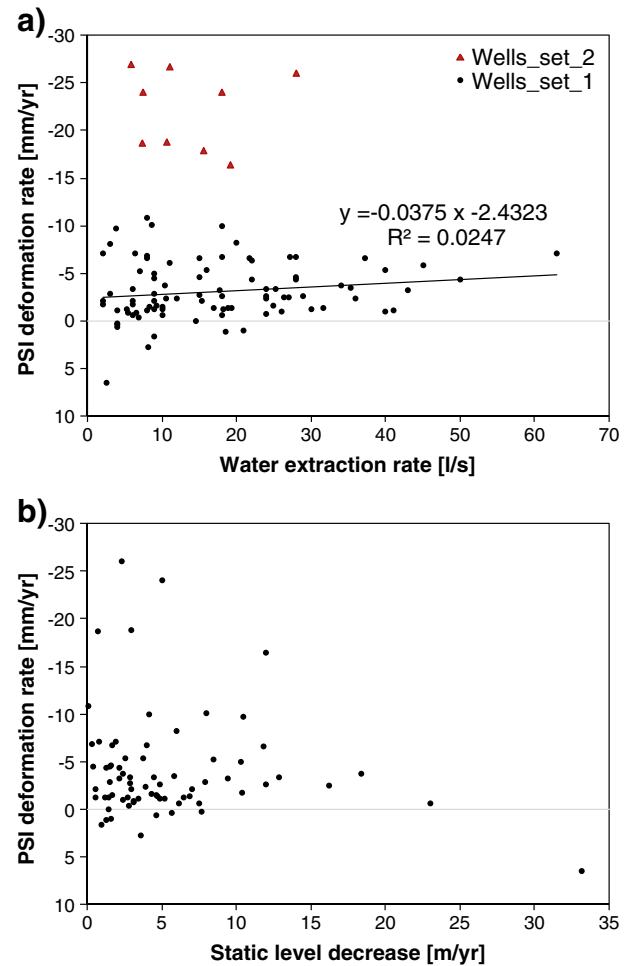 a)
-30
-25
-20
-15
-10
-5
0
5
10
PSI deformation rate [mm/yr]
Wells_set_2
Wells_set_1
y =-0.0375 x -2.4323
R² = 0.0247
0 10 20 30 40 50 60 70
Water extraction rate [l/s]
b)
-30
-25
-20
-15
-10
-5
0
5
10
PSI deformation rate [mm/yr]
0 5 10 15 20 25 30 35
Static level decrease [m/yr]